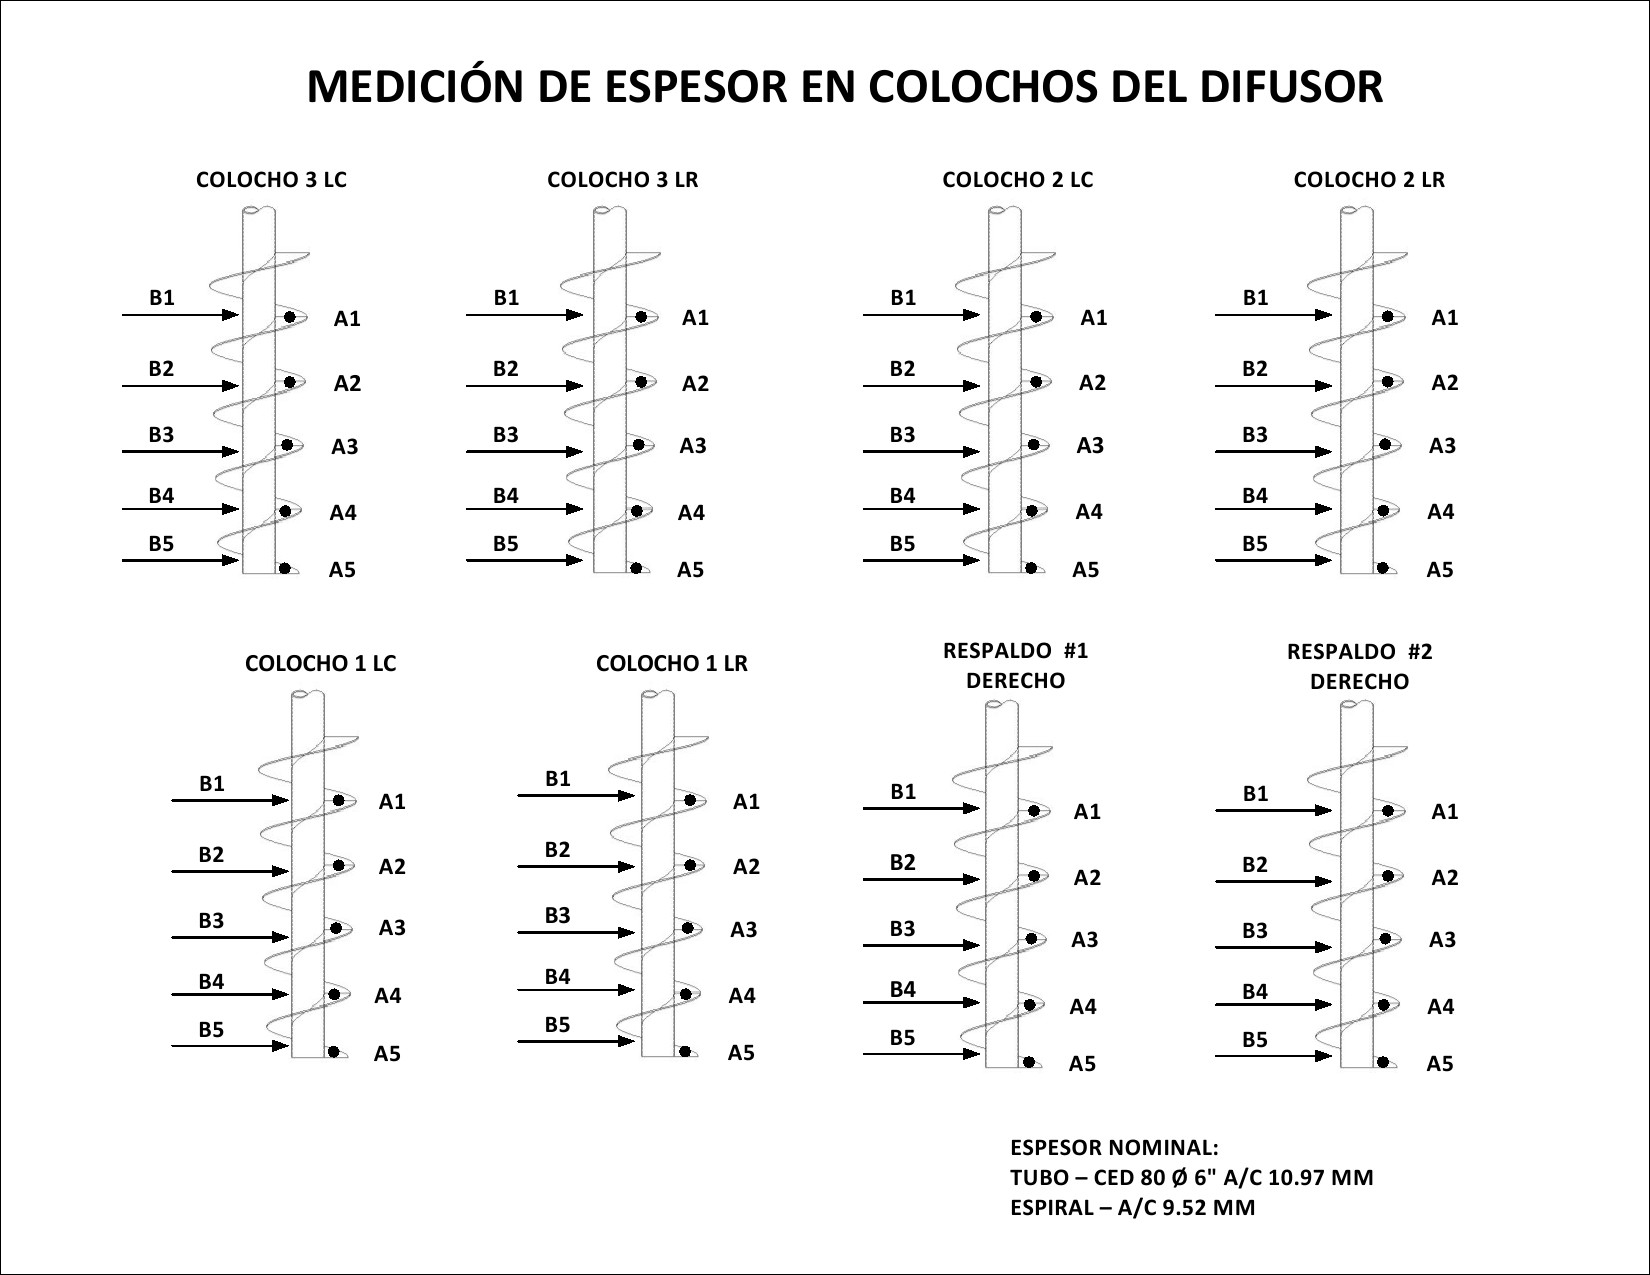 MEDICIÓN DE ESPESOR EN COLOCHOS DEL DIFUSOR
COLOCHO 3 LC
B1
A1
B2
A2
B3
A3
B4
A4
B5
A5
COLOCHO 3 LR
B1
A1
B2
A2
B3
A3
B4
A4
B5
A5
COLOCHO 2 LC
B1
A1
B2
A2
B3
A3
B4
A4
B5
A5
COLOCHO 2 LR
B1
A1
B2
A2
B3
A3
B4
A4
B5
A5
COLOCHO 1 LC
B1
A1
B2
A2
B3
A3
B4
A4
B5
A5
COLOCHO 1 LR
B1
A1
B2
A2
B3
A3
B4
A4
B5
A5
RESPALDO #1
DERECHO
B1
A1
B2
A2
B3
A3
B4
A4
B5
A5
RESPALDO #2
DERECHO
B1
A1
B2
A2
B3
A3
B4
A4
B5
A5
ESPESOR NOMINAL:
TUBO – CED 80 Ø 6" A/C 10.97 MM
ESPIRAL – A/C 9.52 MM